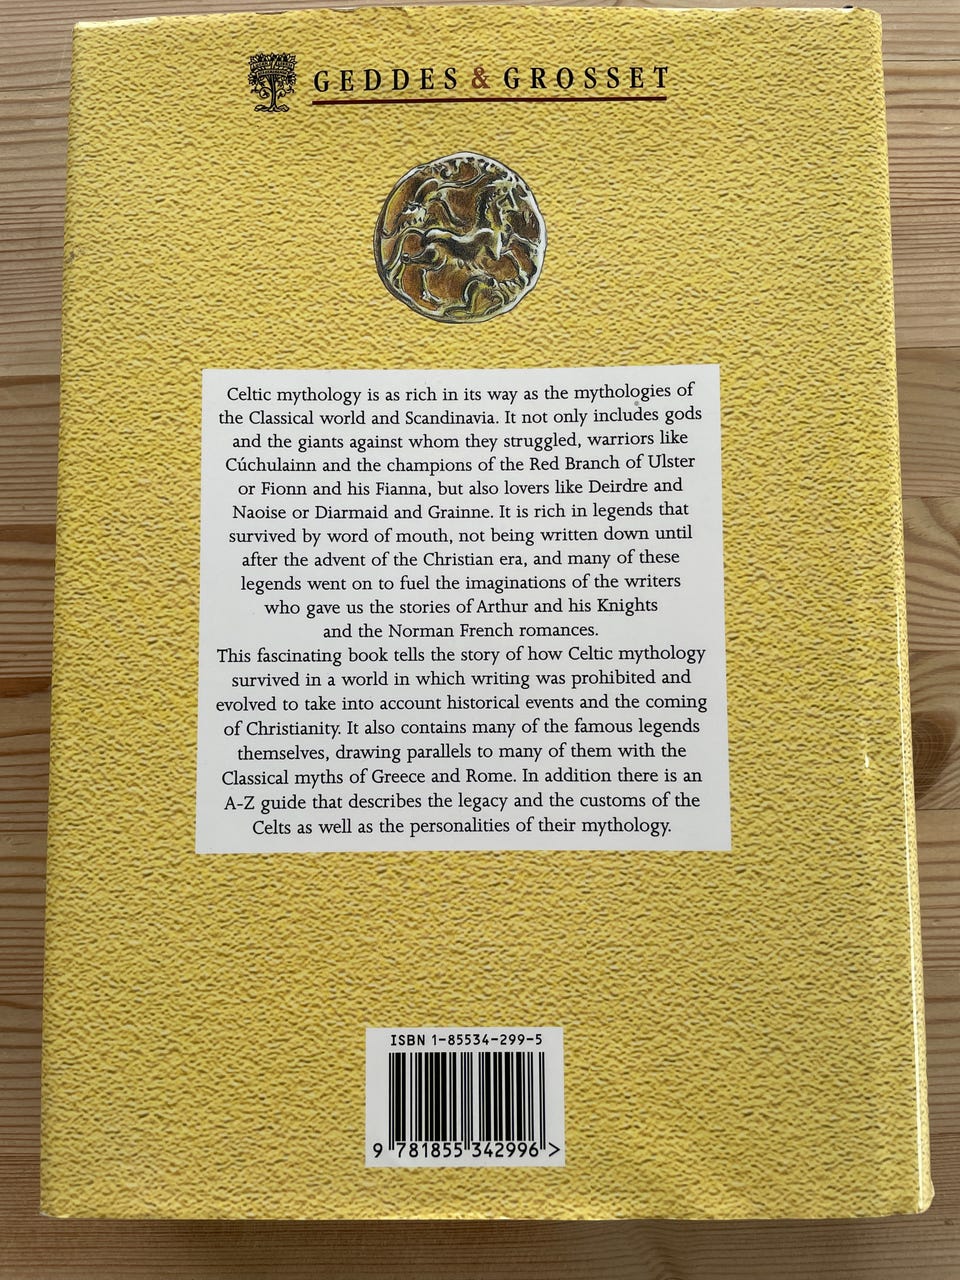 GEDDES & GROSSET
Celtic mythology is as rich in its way as the mythologies of
the Classical world and Scandinavia. It not only includes gods
and the giants against whom they struggled, warriors like
Cúchulainn and the champions of the Red Branch of Ulster
or Fionn and his Fianna, but also lovers like Deirdre and
Naoise or Diarmaid and Grainne. It is rich in legends that
survived by word of mouth, not being written down until
after the advent of the Christian era, and many of these
legends went on to fuel the imaginations of the writers
who gave us the stories of Arthur and his Knights
and the Norman French romances.
This fascinating book tells the story of how Celtic mythology
survived in a world in which writing was prohibited and
evolved to take into account historical events and the coming
of Christianity. It also contains many of the famous legends
themselves, drawing parallels to many of them with the
Classical myths of Greece and Rome. In addition there is an
A-Z guide that describes the legacy and the customs of the
Celts as well as the personalities of their mythology.
ISBN 1-85534-299-5
9 781855 342996 >